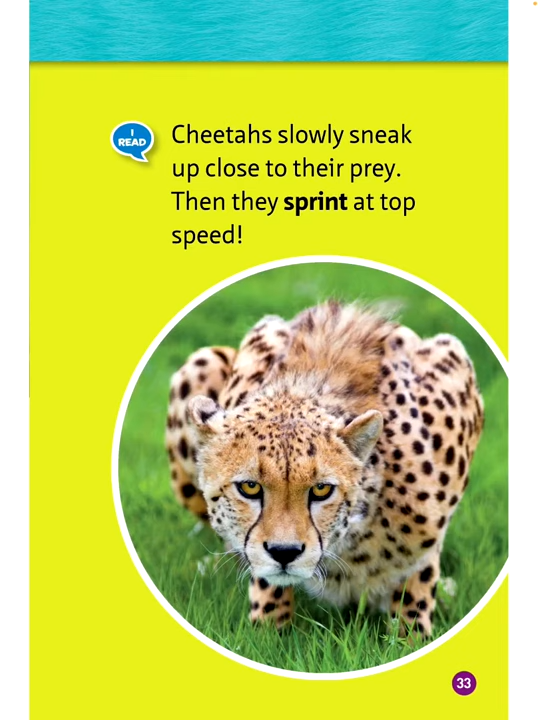 I
READ
Cheetahs slowly sneak
up close to their prey.
Then they sprint at top
speed!
33